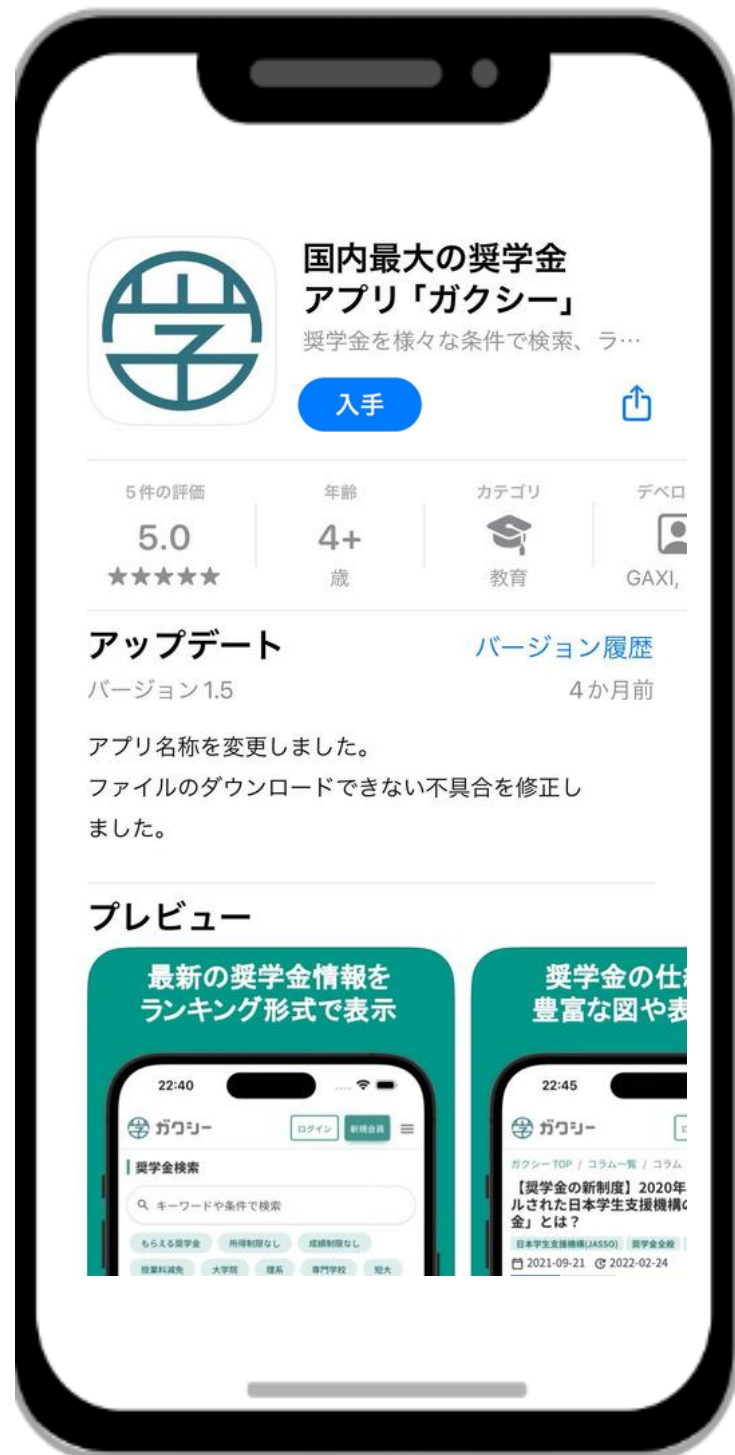 国内最大の奨学金
アプリ「ガクシー」
奨学金を様々な条件で検索、ラ…
入手
5件の評価
年齢
カテゴリ
デベロ
5.0
4+
★★★★★
歳
教育
GAXI,
アップデート
バージョン履歴
バージョン 1.5
4か月前
アプリ名称を変更しました。
ファイルのダウンロードできない不具合を修正し
ました。
プレビュー
最新の奨学金情報を
ランキング形式で表示
22:40
ガクシー
ログイン
新規会員
奨学金検索
キーワードや条件で検索
もらえる奨学金
所得制限なし
成績制限なし
授業料減免
大学院
理系
専門学校
短大
奨学金の仕
豊富な図や表
22:45
ガクシー
ガクシーTOP / コラム一覧 / コラム
【奨学金の新制度】2020年
ルされた日本学生支援機構
金」とは？
日本学生支援機構(JASSO)
奨学金全般
2021-09-21
2022-02-24